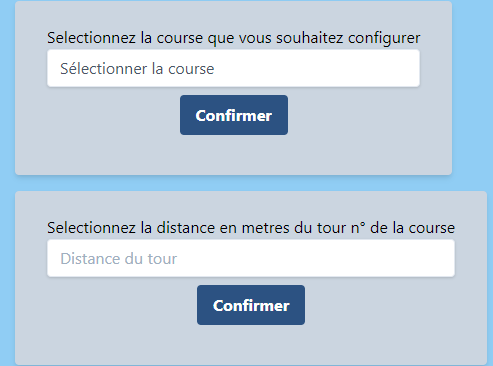 Selectionnez la course que vous souhaitez configurer
Sélectionner la course
Confirmer
Selectionnez la distance en metres du tour n° de la course
Distance du tour
Confirmer